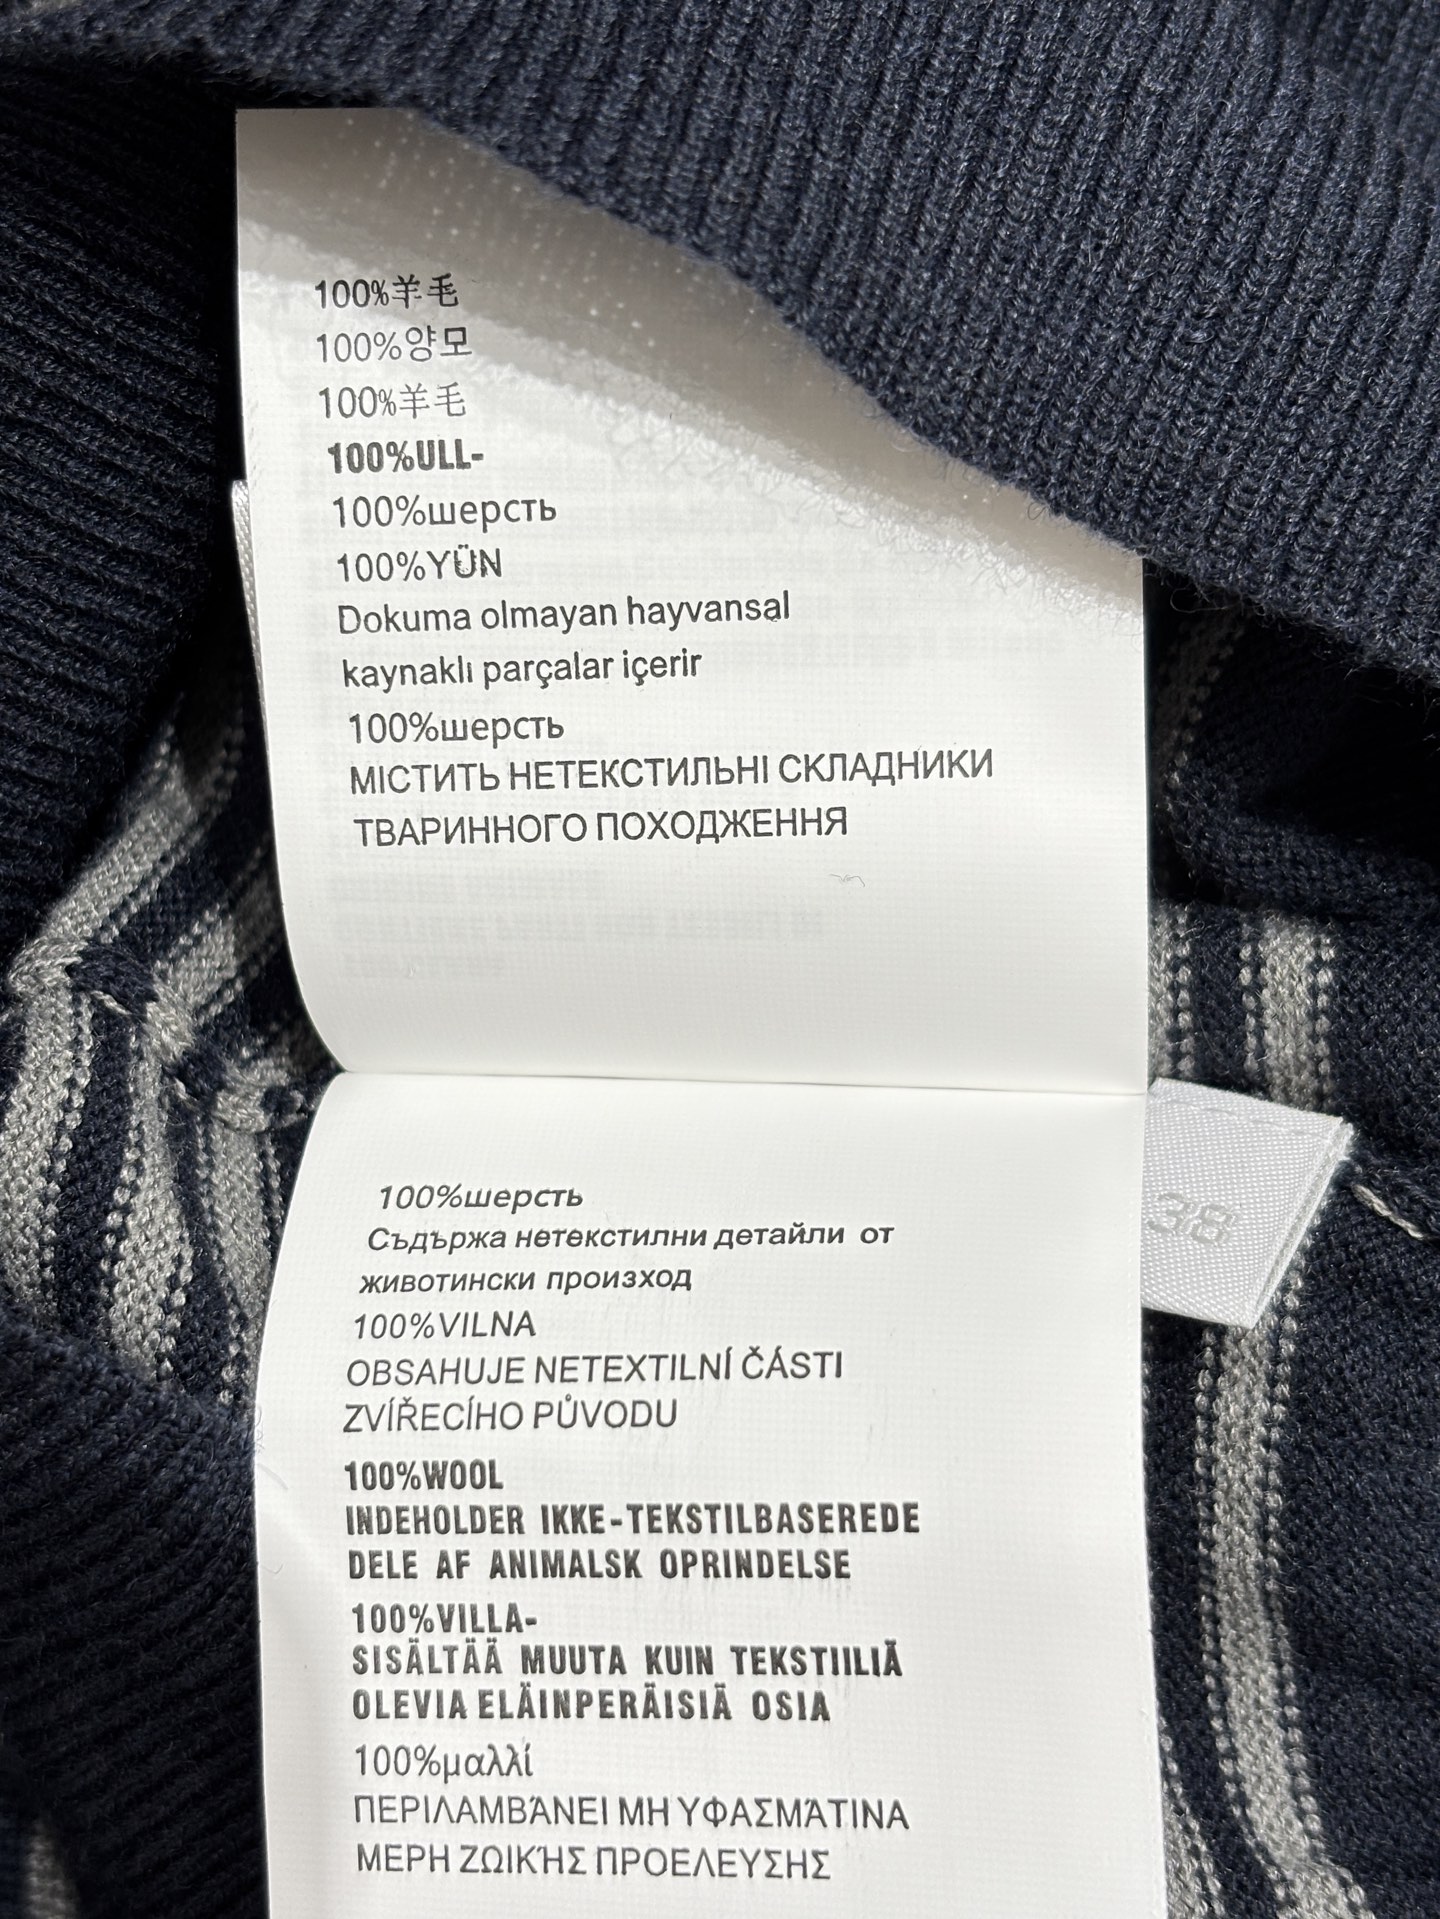 100%羊毛
100%양모
100%羊毛
100%ULL-
100%шерсть
100%YÜN
Dokuma olmayan hayvansal
kaynaklı parçalar içerir
100%шерсть
МІСТИТЬ НЕТЕКСТИЛЬНІ СКЛАДНИКИ
ТВАРИННОГО ПОХОДЖЕННЯ
100%шерсть
Съдържа нетекстилни детайли от
животински произход
100%VILNA
OBSAHUJE NETEXTILNÍ ČÁSTI
ZVÍŘECÍHO PŮVODU
100%WOOL
INDEHOLDER IKKE-TEKSTILBASEREDE
DELE AF ANIMALSK OPRINDELSE
100%VILLA-
SISÄLTÄÄ MUUTA KUIN TEKSTIILIÄ
OLEVIA ELÄINPERÄISIÄ OSIA
100%μαλλί
ΠΕΡΙΛΑΜΒΆΝΕΙ ΜΗ ΥΦΑΣΜΆΤΙΝΑ
ΜΕΡΗ ΖΩΙΚΉΣ ΠΡΟΕΛΕΥΣΗΣ
38